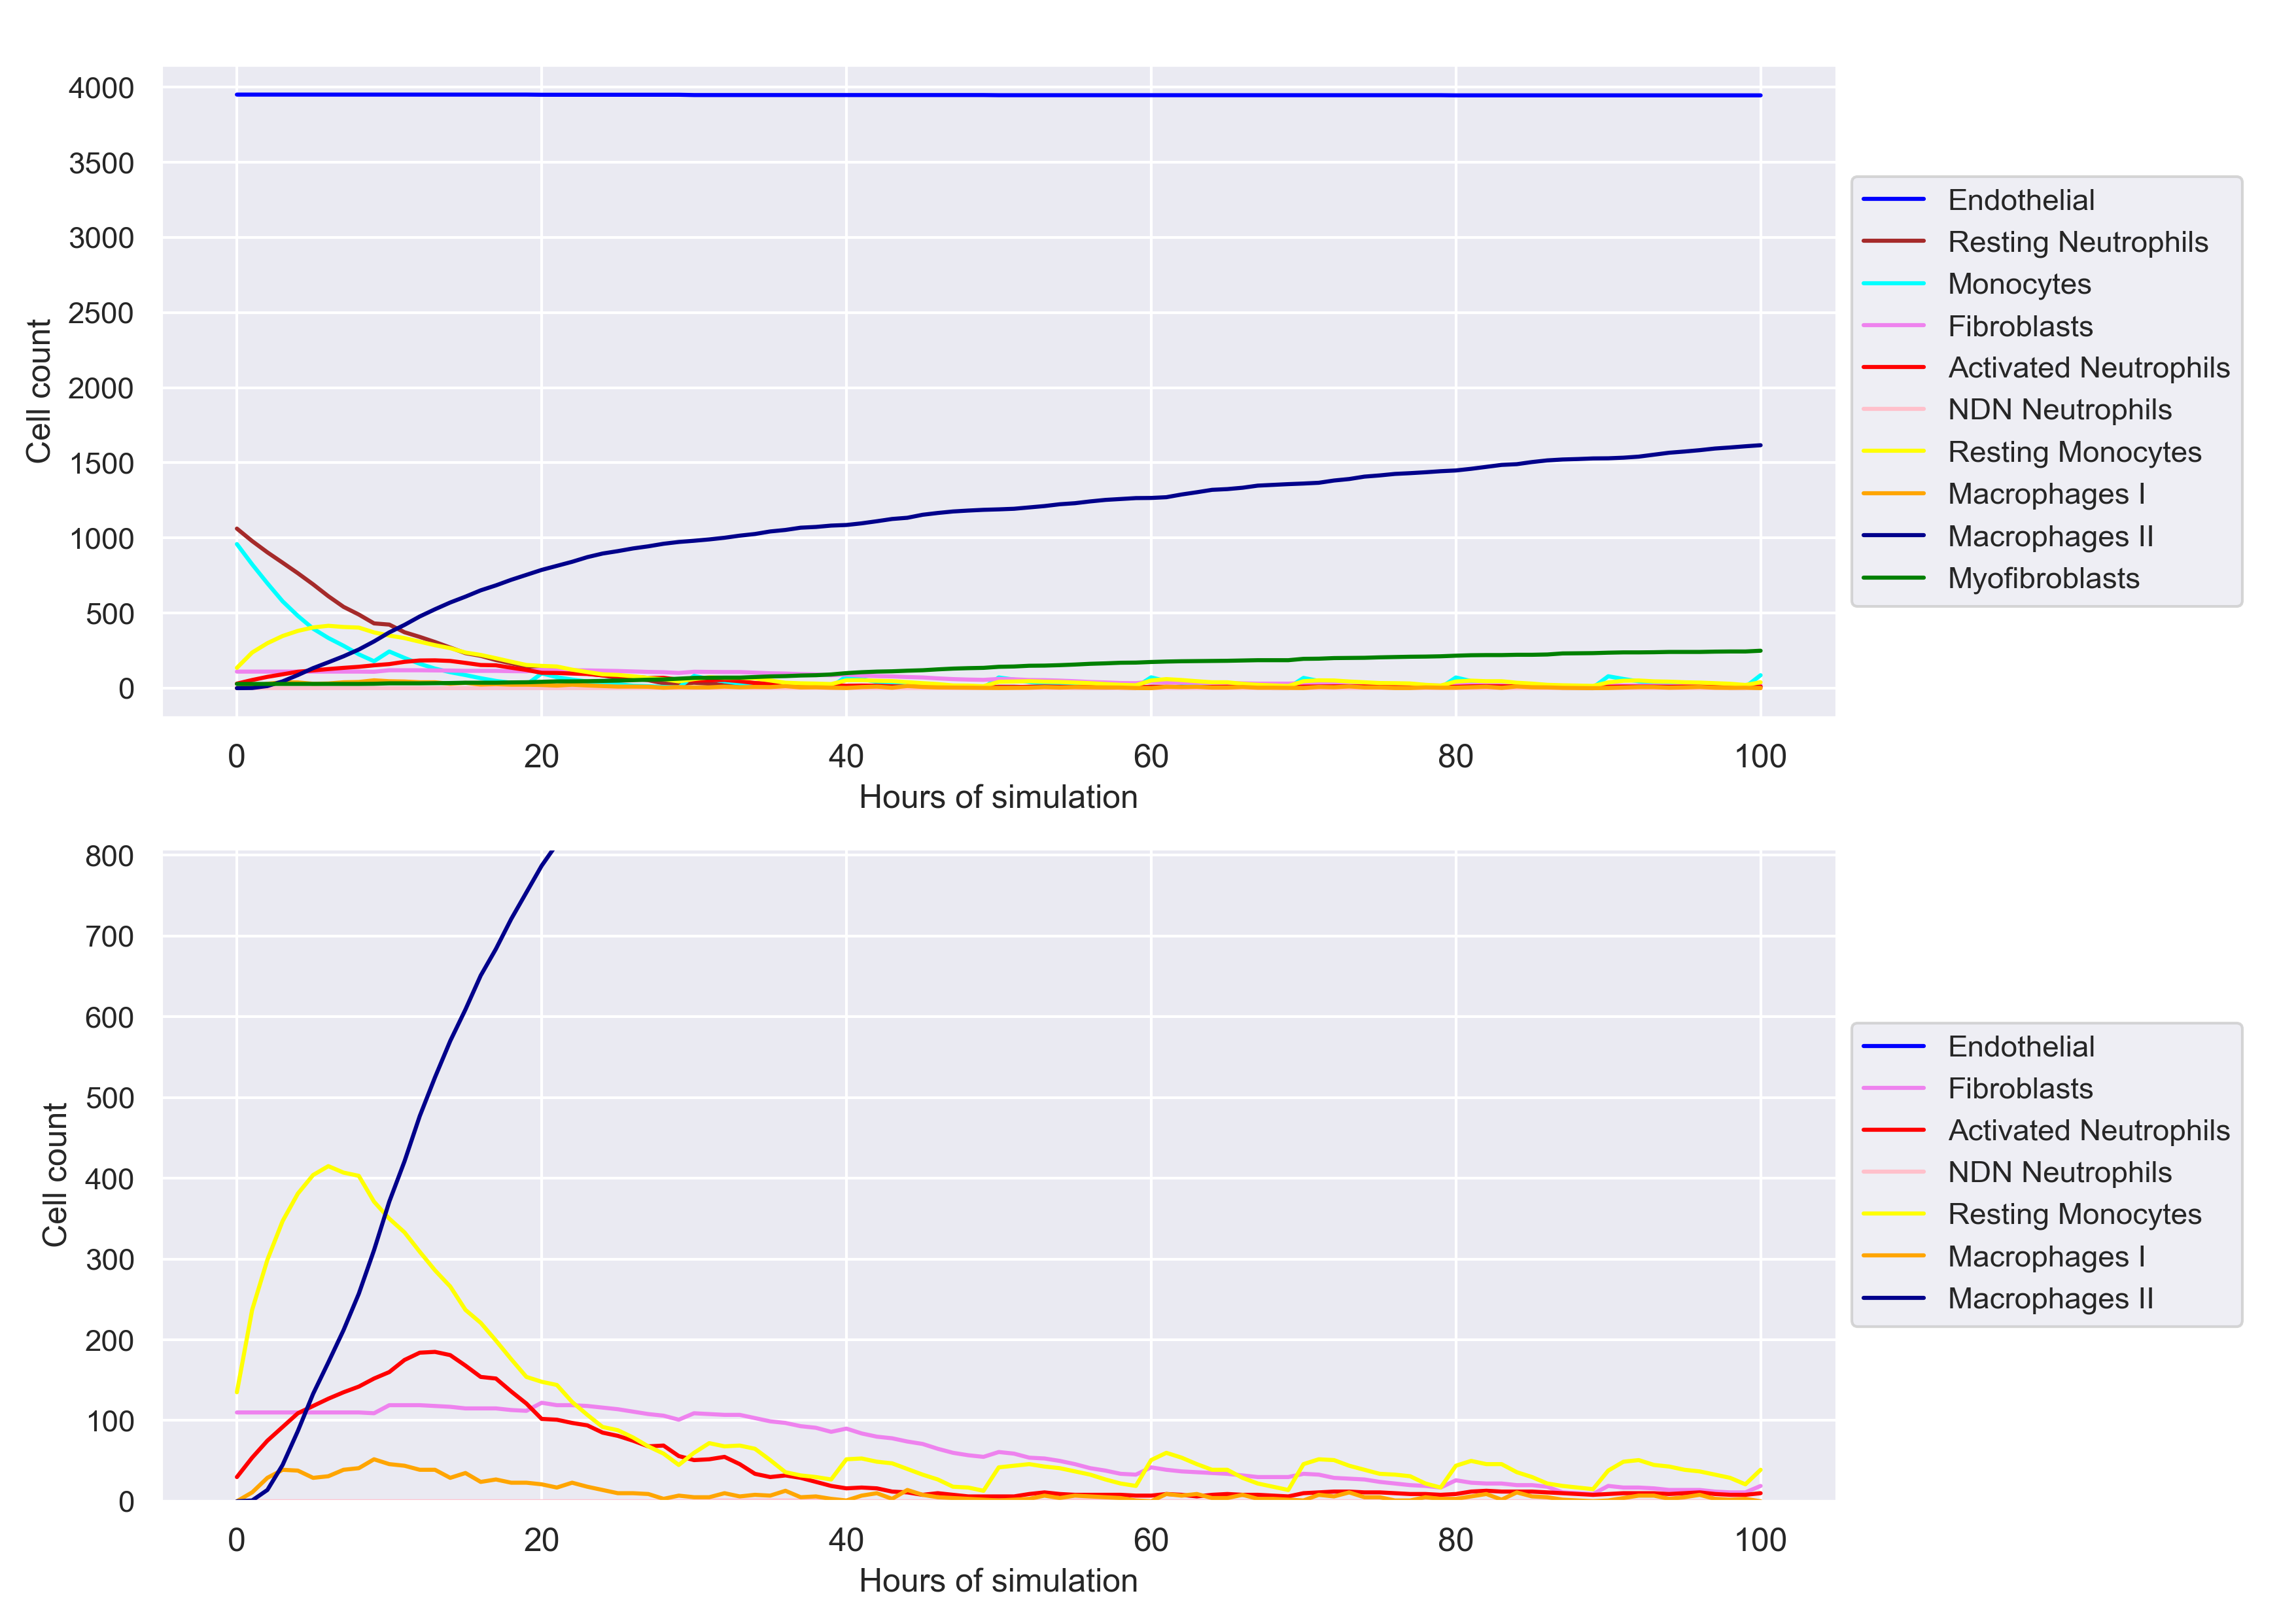 4000
3500
3000
2500
2000
1500
1000
500
0
Cell count
0 20 40 60 80 100
Hours of simulation
Endothelial
Resting Neutrophils
Monocytes
Fibroblasts
Activated Neutrophils
NDN Neutrophils
Resting Monocytes
Macrophages I
Macrophages II
Myofibroblasts
800
700
600
500
400
300
200
100
0
Cell count
0 20 40 60 80 100
Hours of simulation
Endothelial
Fibroblasts
Activated Neutrophils
NDN Neutrophils
Resting Monocytes
Macrophages I
Macrophages II